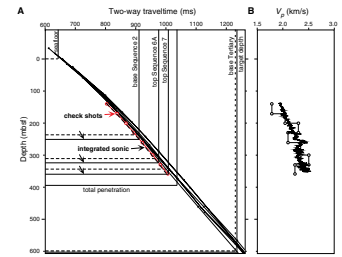 A
Two-way traveltime (ms)
600 700 800 900 1000 1100 1200
B
Vp (km/s)
1.5 2.0 2.5 3.0
seafloor
base Sequence 2
top Sequence 6A
top Sequence 7
base Tertiary
target depth
Depth (mbsf)
0
100
200
300
400
500
600
check shots
integrated sonic
total penetration